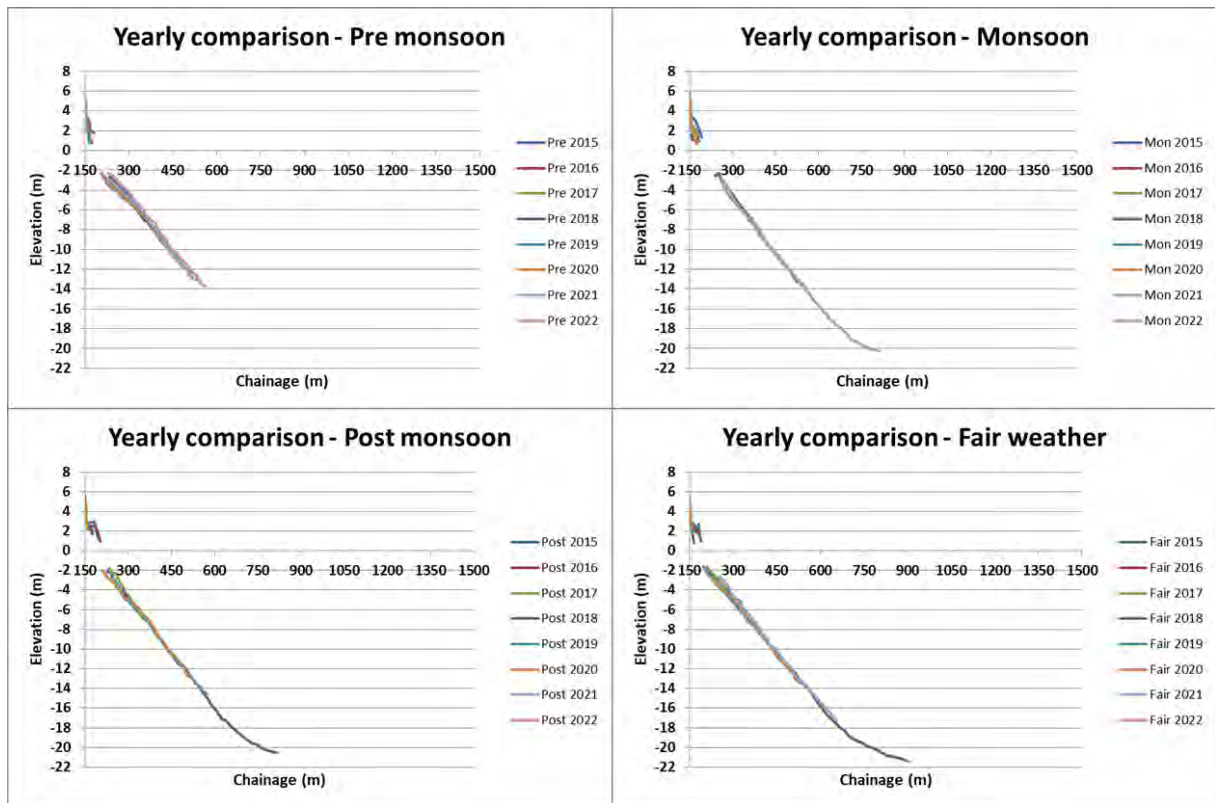 Yearly comparison - Pre monsoon
8
6
4
2
0
-2
-4
-6
-8
-10
-12
-14
-16
-18
-20
-22
150 300 450 600 750 900 1050 1200 1350 1500
Elevation (m)
Chainage (m)
Pre 2015
Pre 2016
Pre 2017
Pre 2018
Pre 2019
Pre 2020
Pre 2021
Pre 2022
Yearly comparison - Monsoon
8
6
4
2
0
-2
-4
-6
-8
-10
-12
-14
-16
-18
-20
-22
150 300 450 600 750 900 1050 1200 1350 1500
Elevation (m)
Chainage (m)
Mon 2015
Mon 2016
Mon 2017
Mon 2018
Mon 2019
Mon 2020
Mon 2021
Mon 2022
Yearly comparison - Post monsoon
8
6
4
2
0
-2
-4
-6
-8
-10
-12
-14
-16
-18
-20
-22
150 300 450 600 750 900 1050 1200 1350 1500
Elevation (m)
Chainage (m)
Post 2015
Post 2016
Post 2017
Post 2018
Post 2019
Post 2020
Post 2021
Post 2022
Yearly comparison - Fair weather
8
6
4
2
0
-2
-4
-6
-8
-10
-12
-14
-16
-18
-20
-22
150 300 450 600 750 900 1050 1200 1350 1500
Elevation (m)
Chainage (m)
Fair 2015
Fair 2016
Fair 2017
Fair 2018
Fair 2019
Fair 2020
Fair 2021
Fair 2022